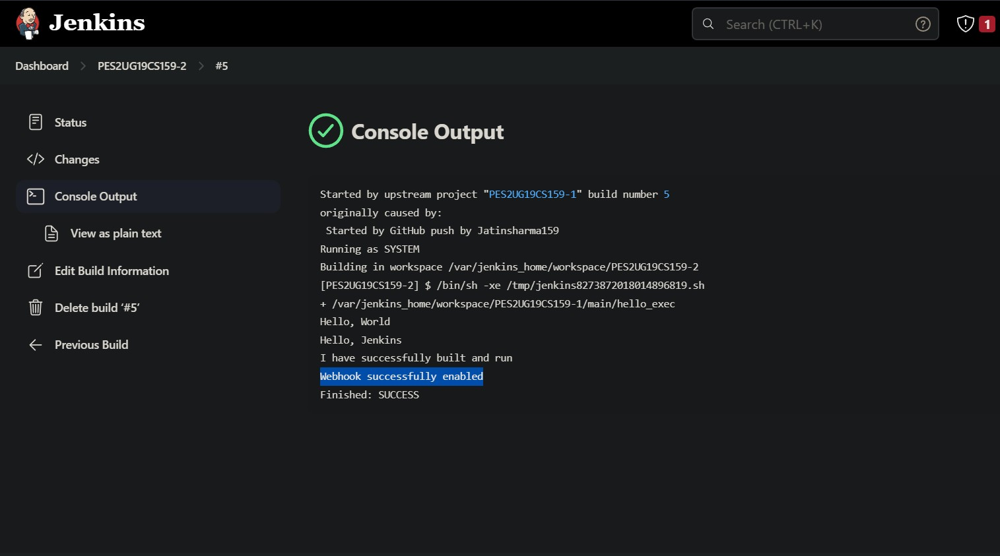 Jenkins
Search (CTRL+K)
?
! 1
Dashboard > PES2UG19CS159-2 > #5
Status
</> Changes
Console Output
View as plain text
Edit Build Information
Delete build ‘#5’
Previous Build
Console Output
Started by upstream project "PES2UG19CS159-1" build number 5
originally caused by:
Started by GitHub push by Jatinsharma159
Running as SYSTEM
Building in workspace /var/jenkins_home/workspace/PES2UG19CS159-2
[PES2UG19CS159-2] $ /bin/sh -xe /tmp/jenkins8273872018014896819.sh
+ /var/jenkins_home/workspace/PES2UG19CS159-1/main/hello_exec
Hello, World
Hello, Jenkins
I have successfully built and run
Webhook successfully enabled
Finished: SUCCESS